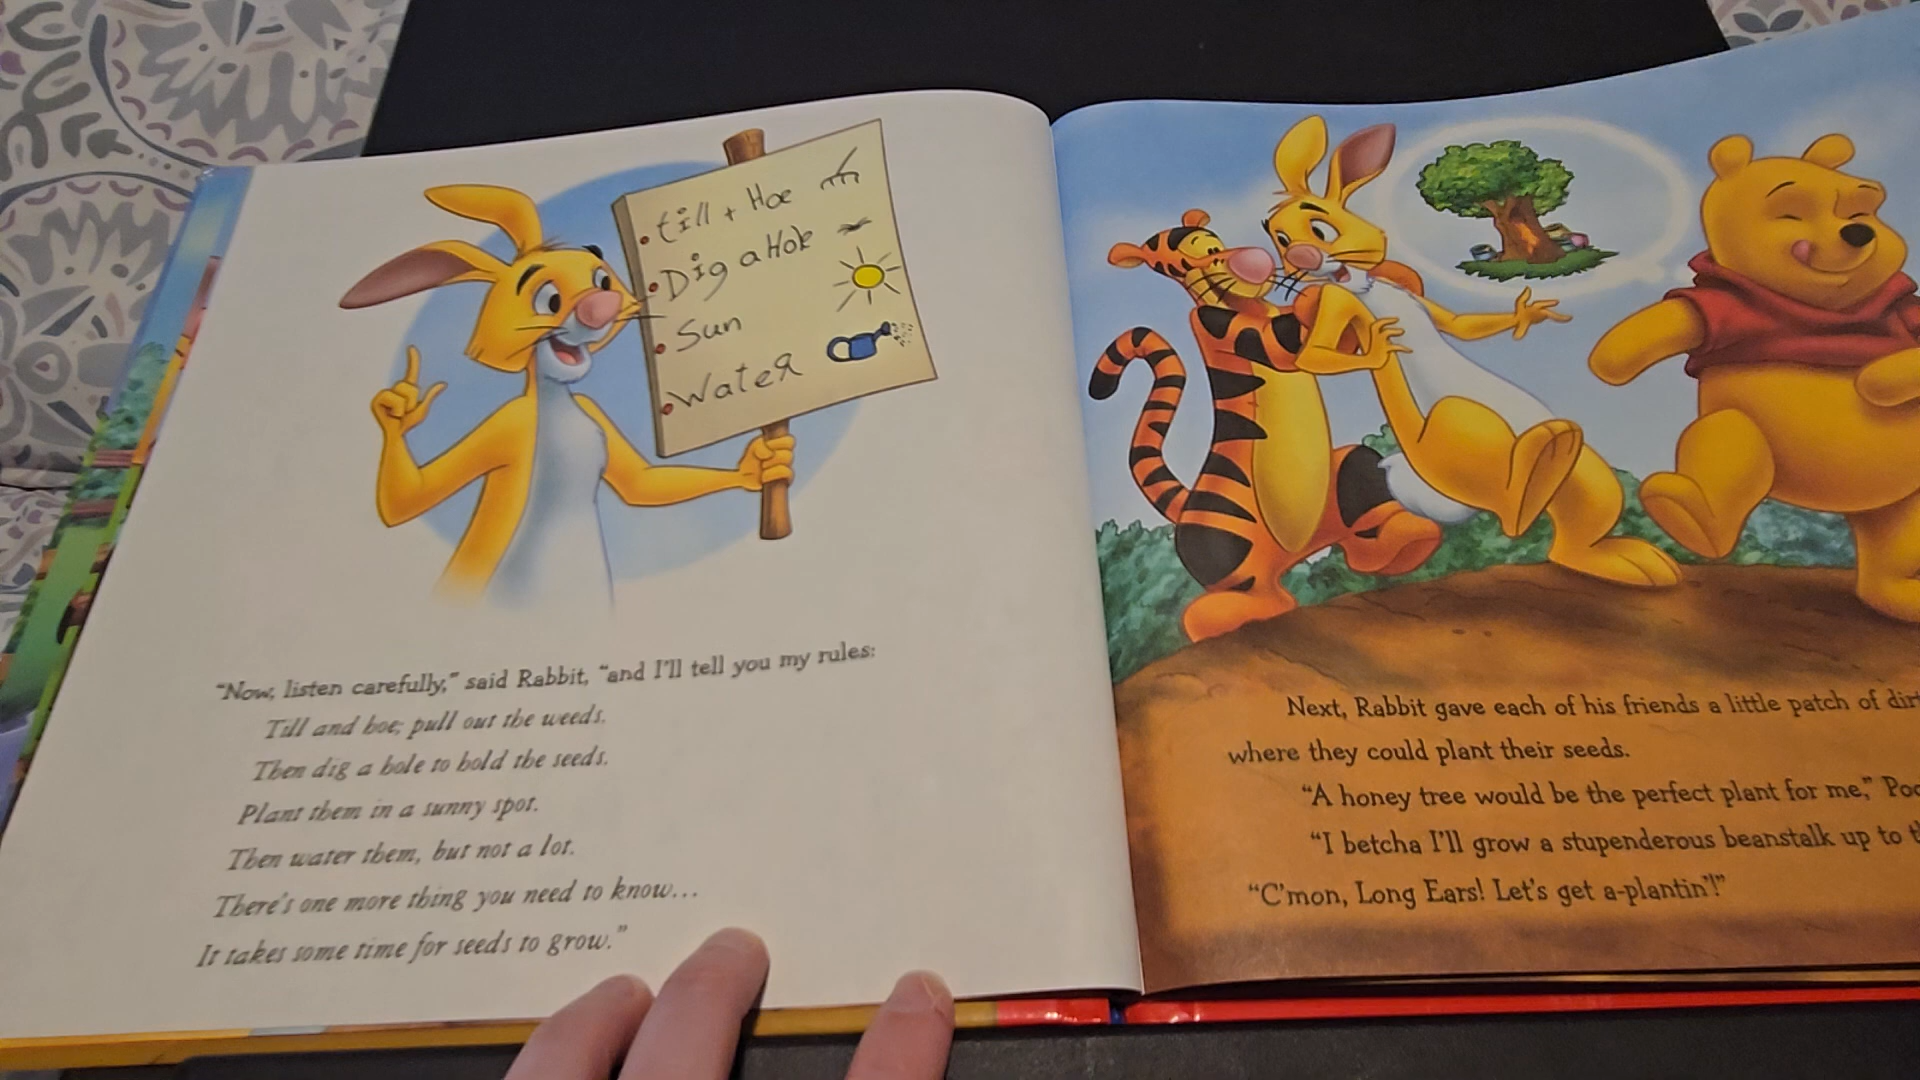 till + Hoe
Dig a Hole
Sun
Water
"Now, listen carefully," said Rabbit, "and I'll tell you my rules:
Till and hoe; pull out the weeds.
Then dig a hole to hold the seeds.
Plant them in a sunny spot.
Then water them, but not a lot.
There's one more thing you need to know...
It takes some time for seeds to grow."
Next, Rabbit gave each of his friends a little patch of dirt
where they could plant their seeds.
"A honey tree would be the perfect plant for me,"
"I betcha I'll grow a stupenderous beanstalk up to
"C'mon, Long Ears! Let's get a-plantin'!"